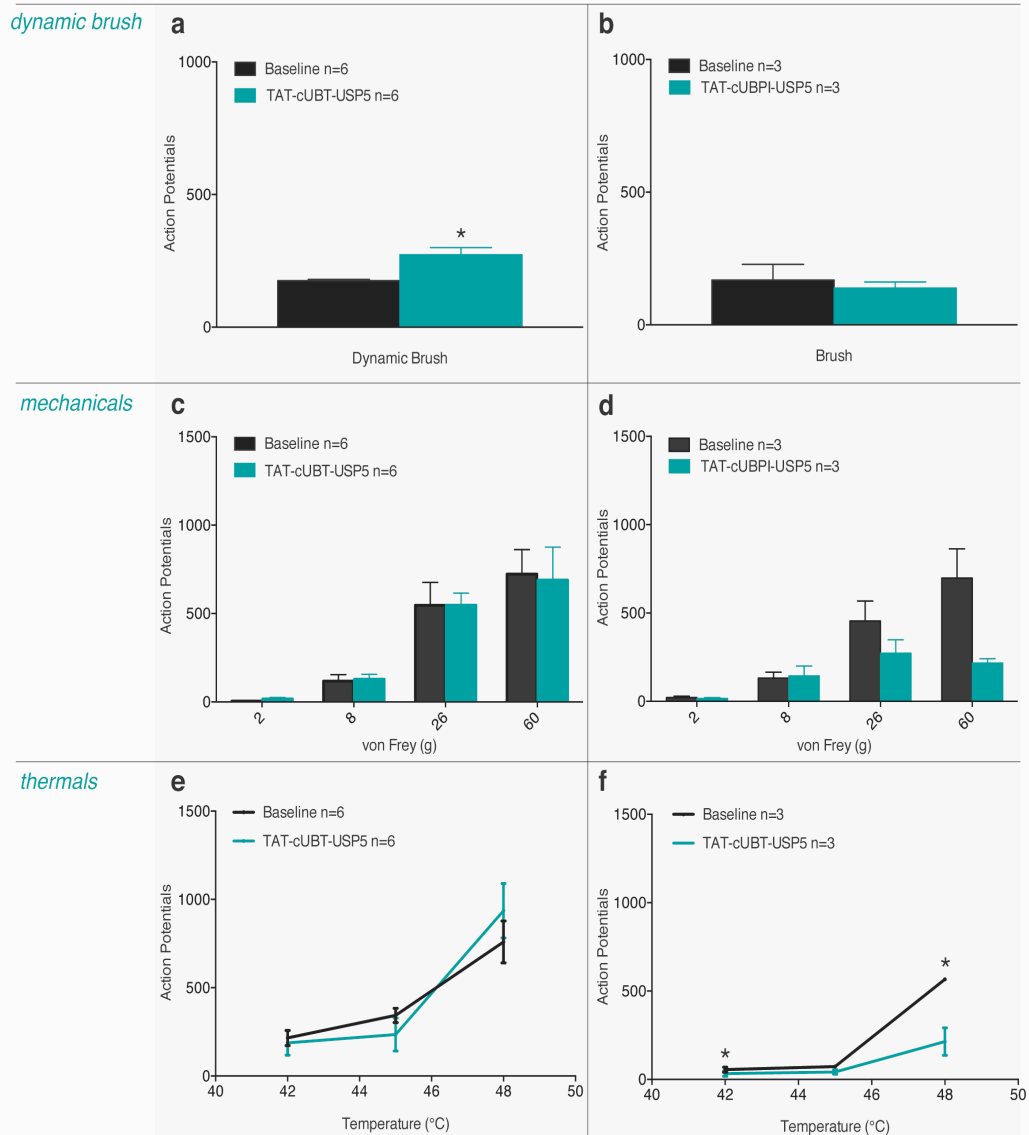 dynamic brush
a
1000
500
0
Action Potentials
Baseline n=6
TAT-cUBT-USP5 n=6
*
Dynamic Brush
b
1000
500
0
Action Potentials
Baseline n=3
TAT-cUBPI-USP5 n=3
Brush
mechanicals
c
1500
1000
500
0
Action Potentials
Baseline n=6
TAT-cUBT-USP5 n=6
2 8 26 60
von Frey (g)
d
1500
1000
500
0
Action Potentials
Baseline n=3
TAT-cUBPI-USP5 n=3
2 8 26 60
von Frey (g)
thermals
e
1500
1000
500
0
Action Potentials
Baseline n=6
TAT-cUBT-USP5 n=6
40 42 44 46 48 50
Temperature (°C)
f
1500
1000
500
0
Action Potentials
Baseline n=3
TAT-cUBT-USP5 n=3
*
*
40 42 44 46 48 50
Temperature (°C)